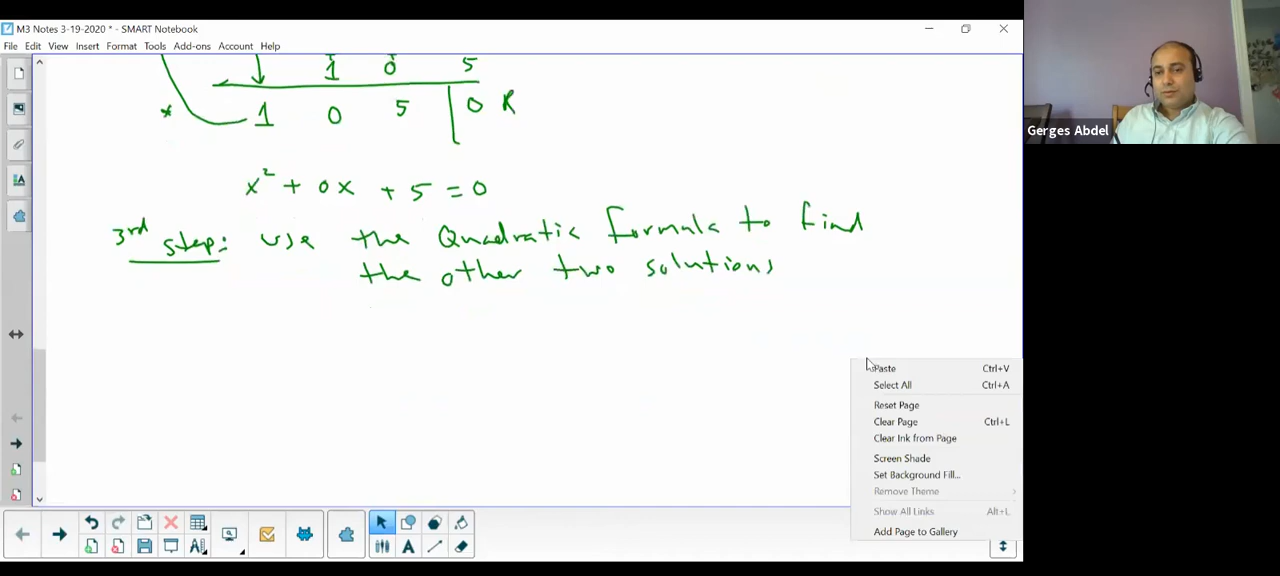 M3 Notes 3-19-2020 * - SMART Notebook
File Edit View Insert Format Tools Add-ons Account Help
1 0 5
1 0 5 0 R
x² + 0x + 5 = 0
3rd step: use the Quadratic formula to find
the other two solutions
Gerges Abdel
Paste Ctrl+V
Select All Ctrl+A
Reset Page
Clear Page Ctrl+L
Clear Ink from Page
Screen Shade
Set Background Fill...
Remove Theme
Show All Links Alt+L
Add Page to Gallery